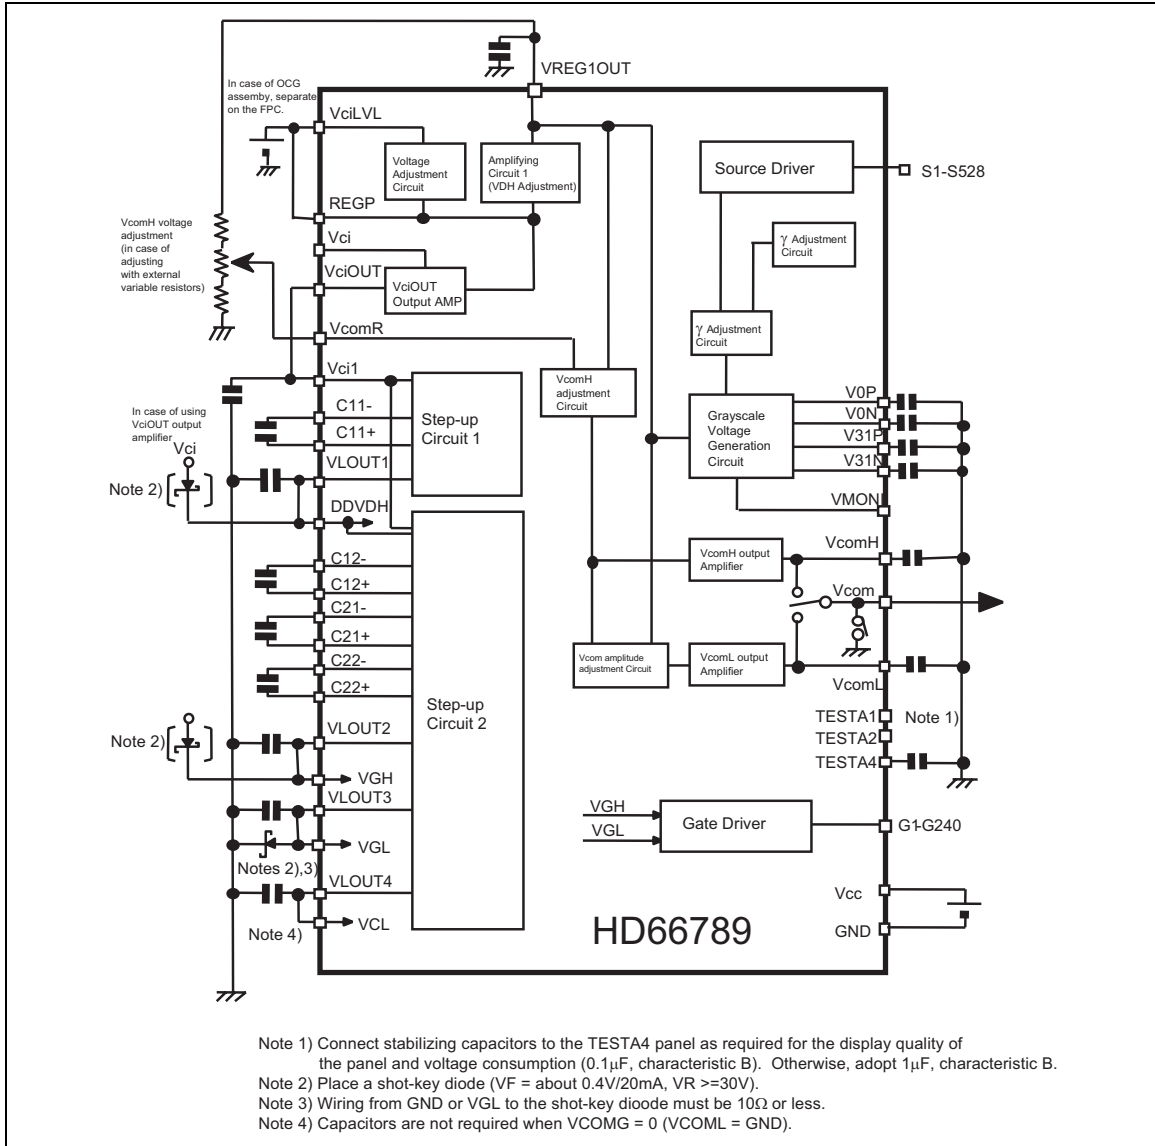 VREG1OUT
In case of OCG
assemby, separate
on the FPC.
VciLVL
Voltage
Adjustment
Circuit
Amplifying
Circuit 1
(VDH Adjustment)
Source Driver
S1-S528
REGP
VcomH voltage
adjustment
(in case of
adjusting
with external
variable resistors)
Vci
γ Adjustment
Circuit
VciOUT
VciOUT
Output AMP
VcomR
γ Adjustment
Circuit
Vci1
VcomH
adjustment
Circuit
C11-
C11+
Step-up
Circuit 1
Grayscale
Voltage
Generation
Circuit
V0P
V0N
V31P
V31N
In case of using
VciOUT output
amplifier
Vci
VLOUT1
Note 2)
VMONI
DDVDH
VcomH
VcomH output
Amplifier
C12-
C12+
Vcom
C21-
C21+
C22-
C22+
Vcom amplitude
adjustment Circuit
VcomL output
Amplifier
VcomL
Step-up
Circuit 2
TESTA1
Note 1)
TESTA2
TESTA4
VLOUT2
Note 2)
VGH
VLOUT3
VGH
VGL
Gate Driver
G1-G240
VGL
Notes 2),3)
VLOUT4
Vcc
VCL
Note 4)
GND
HD66789
Note 1) Connect stabilizing capacitors to the TESTA4 panel as required for the display quality of
the panel and voltage consumption (0.1μF, characteristic B). Otherwise, adopt 1μF, characteristic B.
Note 2) Place a shot-key diode (VF = about 0.4V/20mA, VR >=30V).
Note 3) Wiring from GND or VGL to the shot-key dioode must be 10Ω or less.
Note 4) Capacitors are not required when VCOMG = 0 (VCOML = GND).